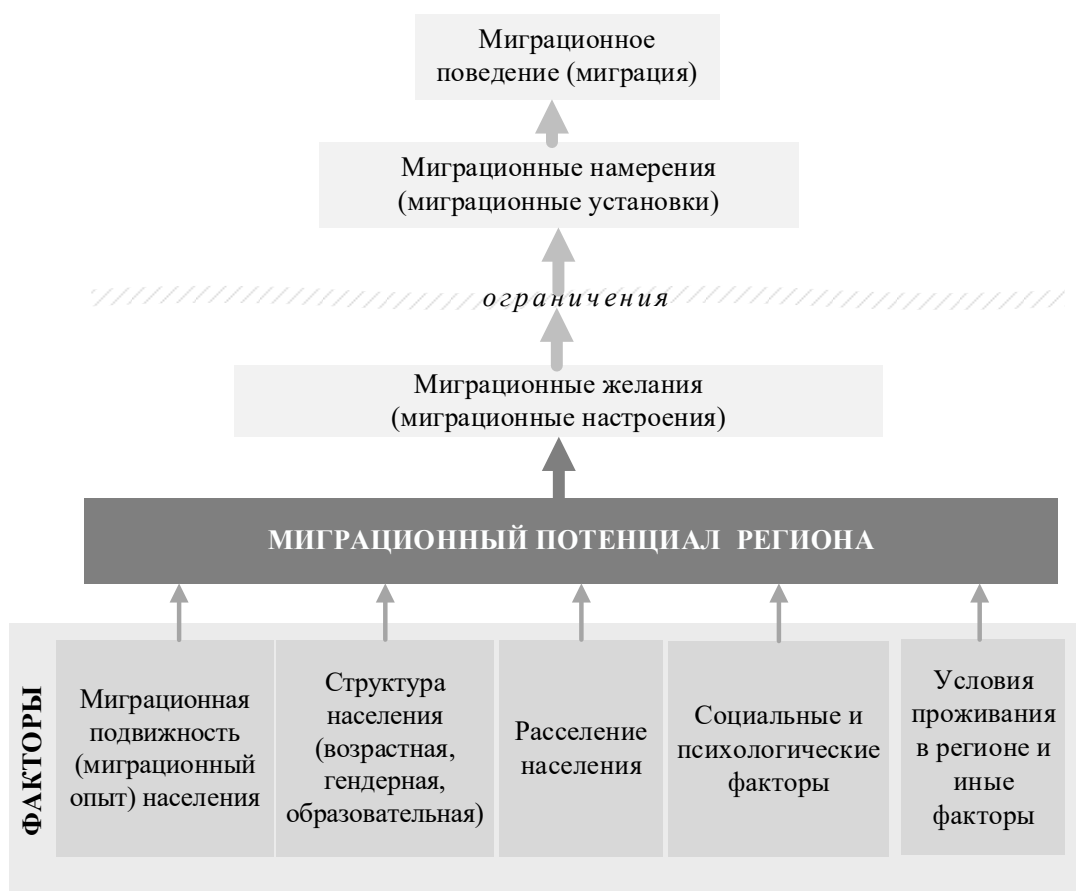 Миграционное
поведение (миграция)
Миграционные намерения
(миграционные установки)
ограничения
Миграционные желания
(миграционные настроения)
МИГРАЦИОННЫЙ ПОТЕНЦИАЛ РЕГИОНА
ФАКТОРЫ
Миграционная
подвижность
(миграционный
опыт) населения
Структура
населения
(возрастная,
гендерная,
образовательная)
Расселение
населения
Социальные и
психологические
факторы
Условия
проживания
в регионе и
иные
факторы